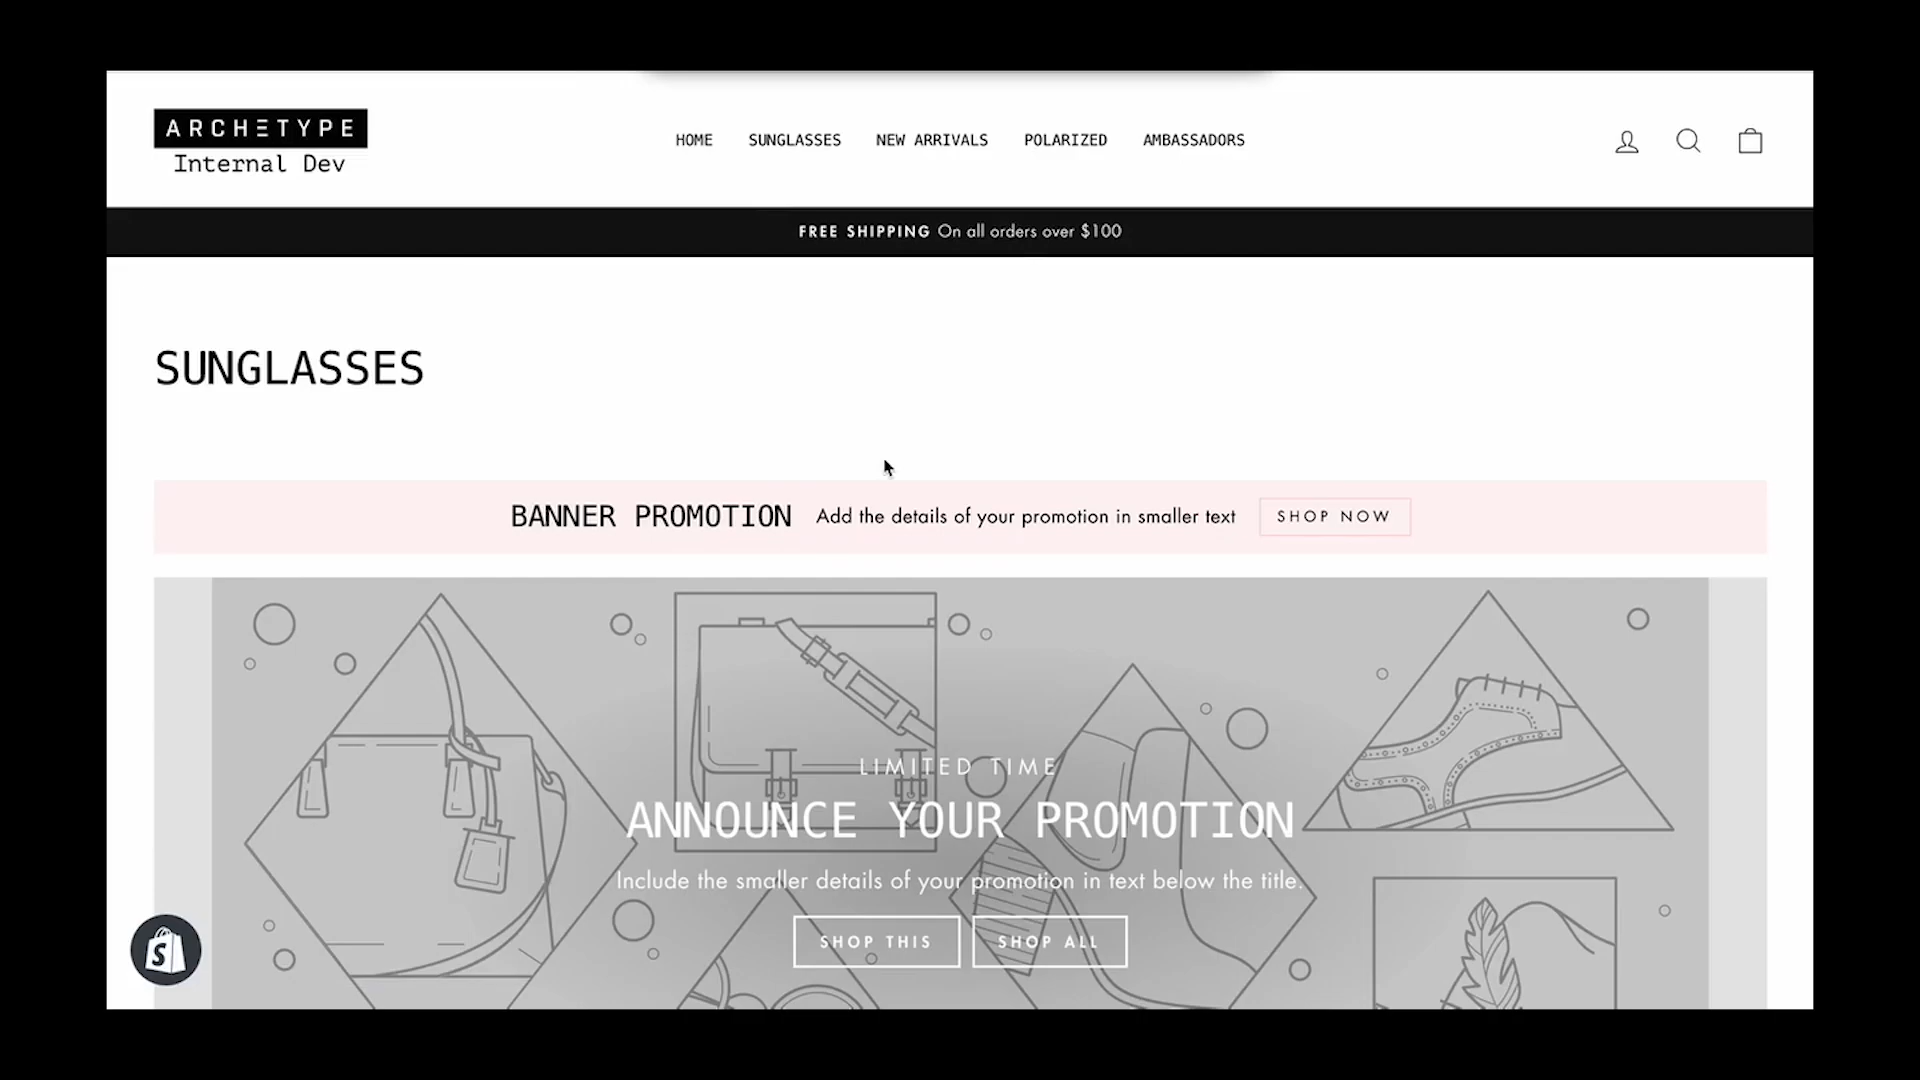 ARCHETYPE
Internal Dev
HOME SUNGLASSES NEW ARRIVALS POLARIZED AMBASSADORS
FREE SHIPPING On all orders over $100
SUNGLASSES
BANNER PROMOTION Add the details of your promotion in smaller text SHOP NOW
LIMITED TIME
ANNOUNCE YOUR PROMOTION
Include the smaller details of your promotion in text below the title.
SHOP THIS SHOP ALL
S